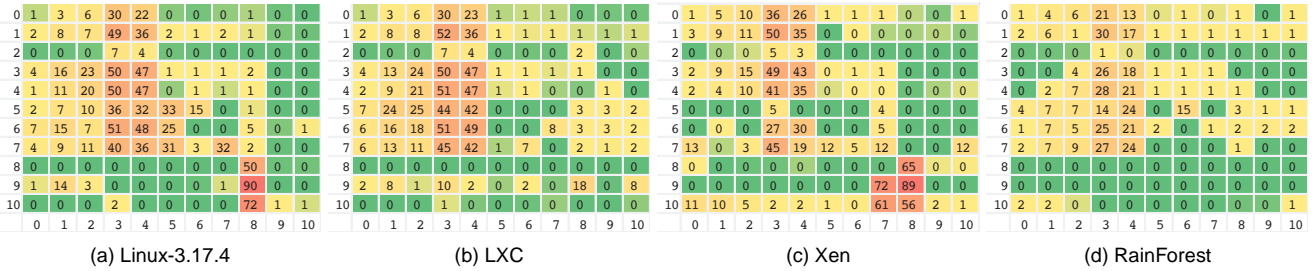 0 1 3 6 30 22 0 0 0 1 0 0
1 2 8 7 49 36 2 1 2 1 0 0
2 0 0 0 7 4 0 0 0 0 0 0
3 4 16 23 50 47 1 1 1 2 0 0
4 1 11 20 50 47 0 1 1 1 0 0
5 2 7 10 36 32 33 15 0 1 0 0
6 7 15 7 51 48 25 0 0 5 0 1
7 4 9 11 40 36 31 3 32 2 0 0
8 0 0 0 0 0 0 0 0 50 0 0
9 1 14 3 0 0 0 0 1 90 0 0
10 0 0 0 2 0 0 0 0 72 1 1
0 1 2 3 4 5 6 7 8 9 10
(a) Linux-3.17.4
0 1 3 6 30 23 0 0 1 0 0 0
1 2 8 8 52 36 1 1 1 1 1 1
2 0 0 0 7 4 0 0 0 2 0 0
3 4 13 24 50 47 1 1 1 1 0 0
4 2 9 21 51 47 1 1 0 0 1 0
5 7 24 25 44 42 0 0 0 3 3 2
6 6 16 18 51 49 0 0 8 3 3 2
7 6 13 11 45 42 1 7 0 2 1 2
8 0 0 0 0 0 0 0 0 0 0 0
9 2 8 1 10 2 0 2 0 18 0 8
10 0 0 0 1 0 0 0 0 0 0 0
0 1 2 3 4 5 6 7 8 9 10
(b) LXC
0 1 5 10 36 26 1 1 1 0 0 1
1 3 9 11 50 35 0 0 0 0 0 0
2 0 0 0 5 3 0 0 0 0 0 0
3 2 9 15 49 43 0 1 1 0 0 0
4 2 4 10 41 35 0 0 1 0 0 0
5 0 0 0 5 0 0 0 4 0 0 0
6 0 0 0 27 30 0 0 5 0 0 0
7 13 0 3 45 19 12 5 12 0 0 12
8 0 0 0 0 0 0 0 0 65 0 0
9 0 0 0 0 0 0 0 72 89 0 0
10 11 10 5 2 2 1 0 61 56 2 1
0 1 2 3 4 5 6 7 8 9 10
(c) Xen
0 1 4 6 21 13 0 1 0 1 0 1
1 2 6 1 30 17 1 1 1 1 1 1
2 0 0 0 1 0 0 0 0 0 0 0
3 0 0 4 26 18 1 1 1 0 0 0
4 0 2 7 28 21 1 1 1 0 0 0
5 4 7 7 14 24 0 15 0 3 1 1
6 1 7 5 25 21 2 0 1 2 2 2
7 2 7 9 27 24 0 0 0 1 0 0
8 0 0 0 0 0 0 0 0 0 0 0
9 0 0 0 0 0 0 0 0 0 0 0
10 2 2 0 0 0 0 0 0 0 0 1
0 1 2 3 4 5 6 7 8 9 10
(d) RainForest